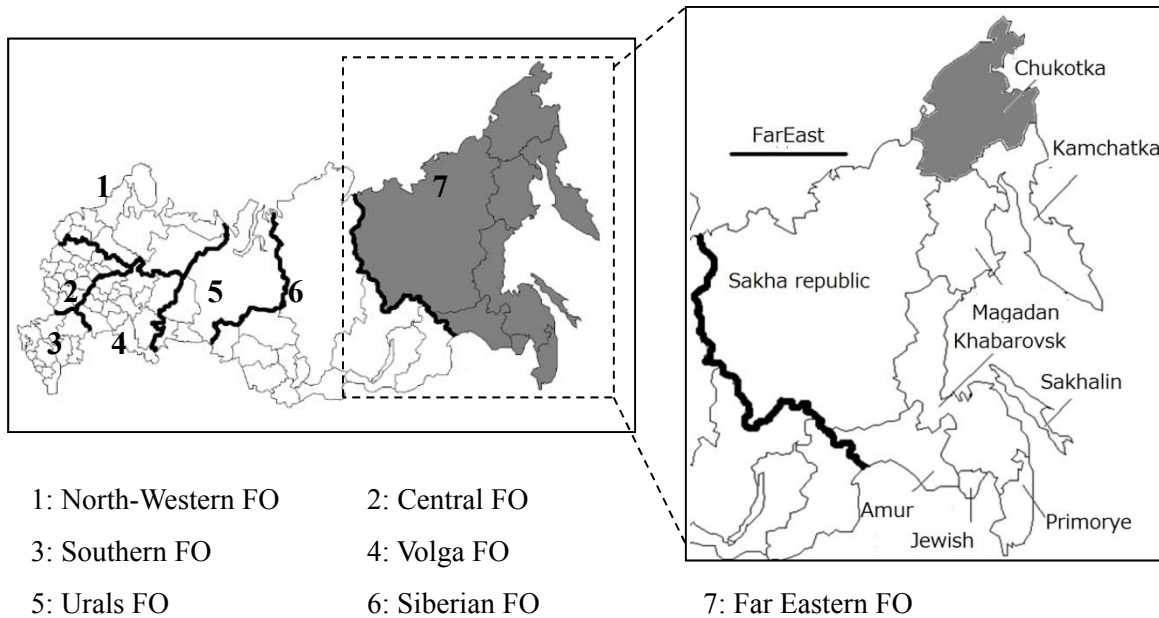 1
2
3
4
5
6
7
Chukotka
FarEast
Kamchatka
Sakha republic
Magadan
Khabarovsk
Sakhalin
Amur
Jewish
Primorye
1: North-Western FO 2: Central FO
3: Southern FO 4: Volga FO
5: Urals FO 6: Siberian FO 7: Far Eastern FO